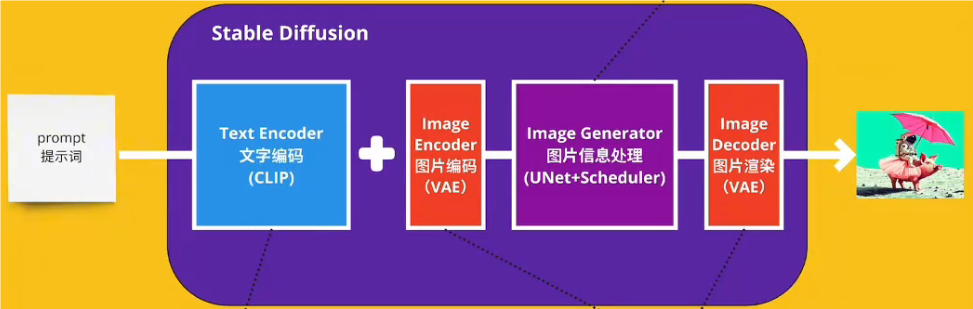 Stable Diffusion
prompt
提示词
Text Encoder
文字编码
(CLIP)
Image
Encoder
图片编码
（VAE）
Image Generator
图片信息处理
(UNet+Scheduler)
Image
Decoder
图片渲染
（VAE）